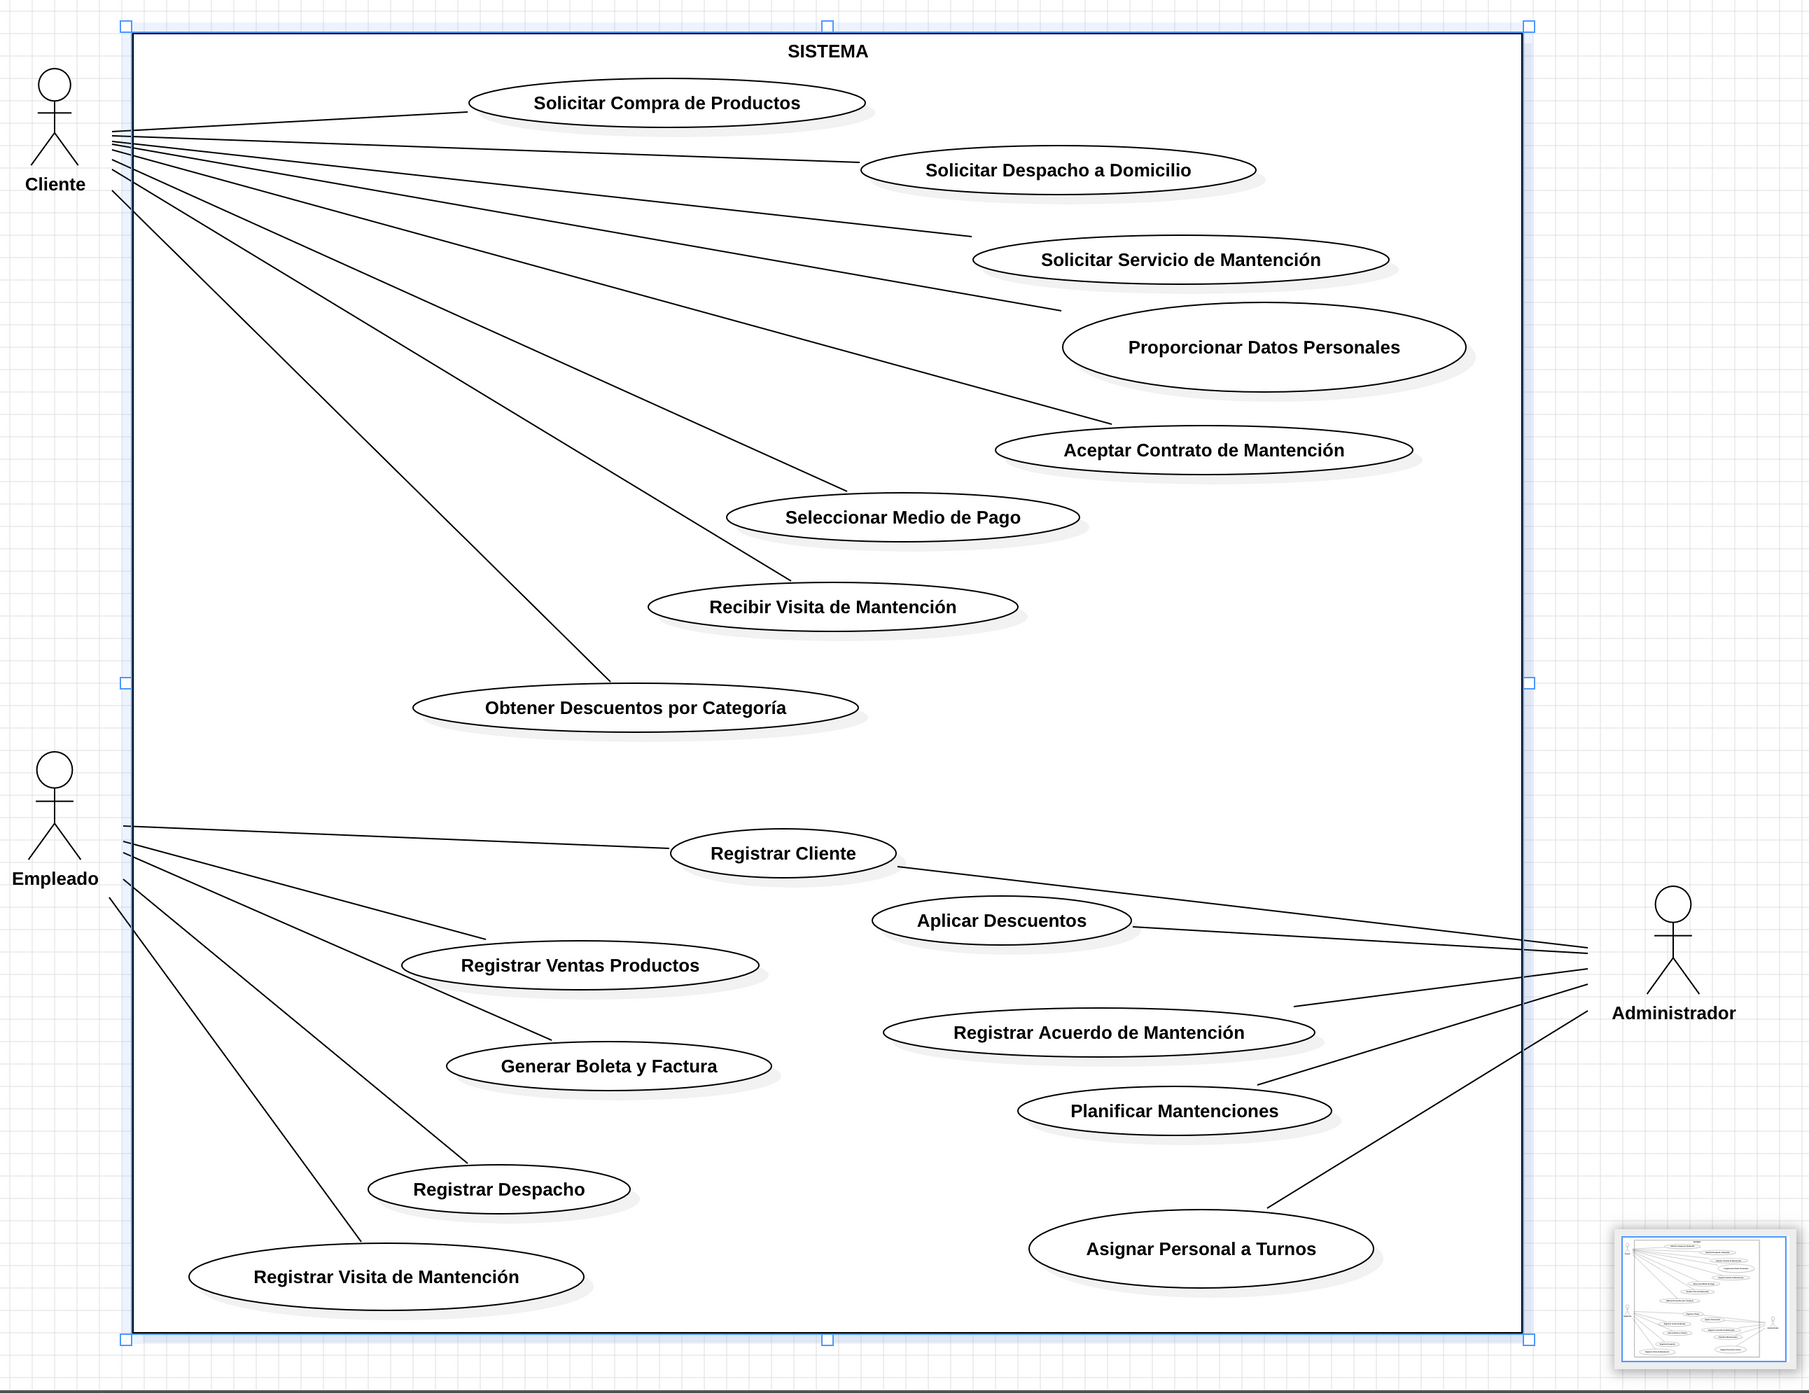 SISTEMA
Solicitar Compra de Productos
Solicitar Despacho a Domicilio
Cliente
Solicitar Servicio de Mantención
Proporcionar Datos Personales
Aceptar Contrato de Mantención
Seleccionar Medio de Pago
Recibir Visita de Mantención
Obtener Descuentos por Categoría
Registrar Cliente
Empleado
Aplicar Descuentos
Registrar Ventas Productos
Administrador
Registrar Acuerdo de Mantención
Generar Boleta y Factura
Planificar Mantenciones
Registrar Despacho
Asignar Personal a Turnos
Registrar Visita de Mantención